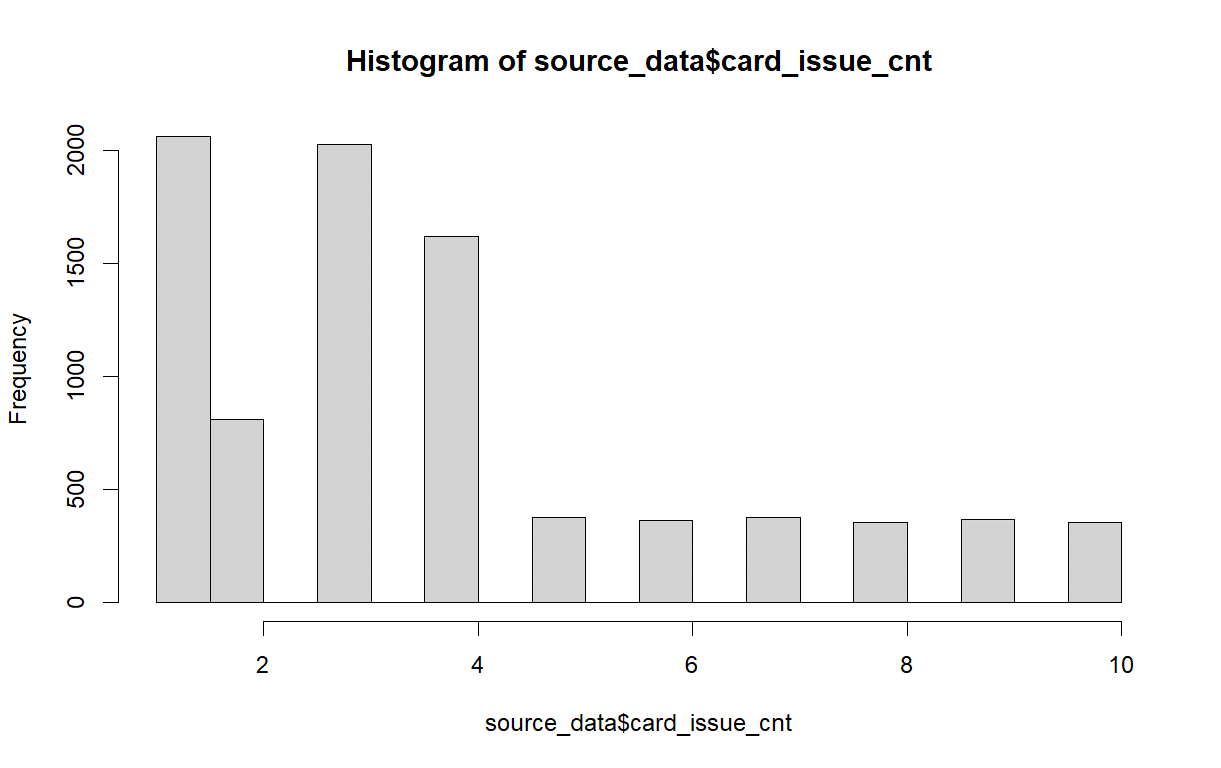 Histogram of source_data$card_issue_cnt
Frequency
2000
1500
1000
500
0
2 4 6 8 10
source_data$card_issue_cnt